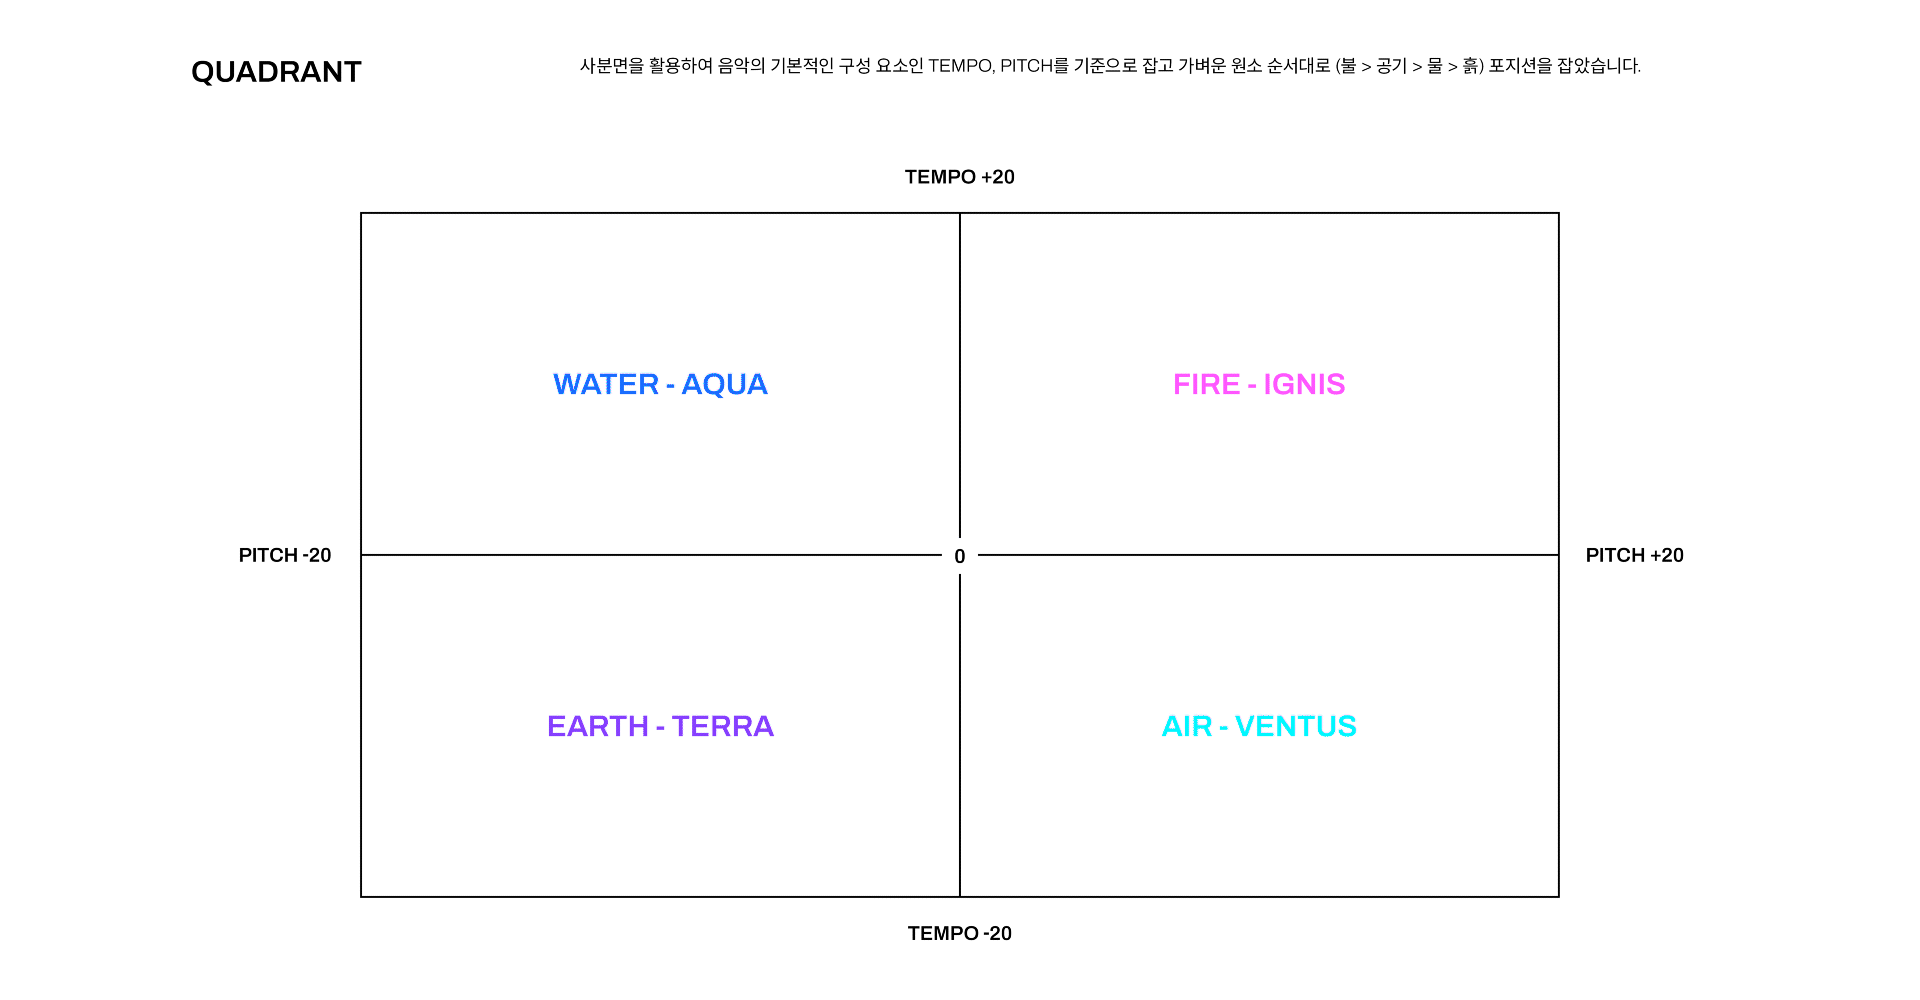 QUADRANT
사분면을 활용하여 음악의 기본적인 구성 요소인 TEMPO, PITCH를 기준으로 잡고 가벼운 원소 순서대로 (불 > 공기 > 물 > 흙) 포지션을 잡았습니다.
TEMPO +20
WATER - AQUA
FIRE - IGNIS
PITCH -20
0
PITCH +20
EARTH - TERRA
AIR - VENTUS
TEMPO -20